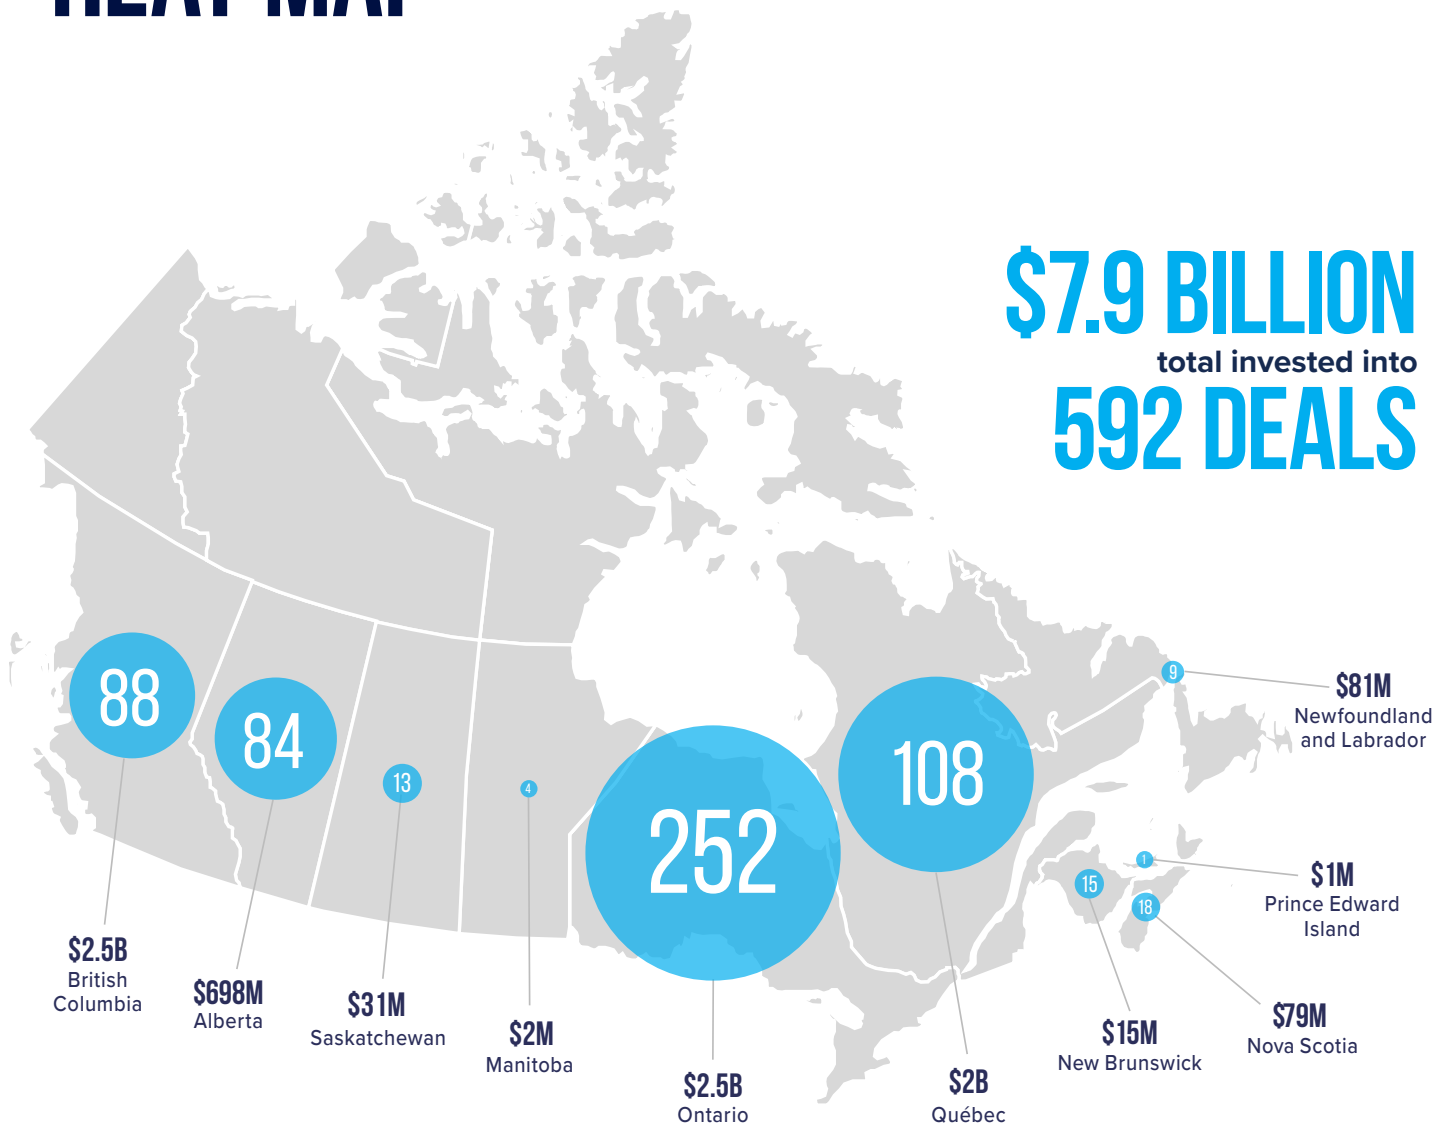 HEAT MAP
$7.9 BILLION
total invested into
592 DEALS
88
84
13
4
252
108
9
1
15
18
$81M
Newfoundland
and Labrador
$1M
Prince Edward
Island
$79M
Nova Scotia
$15M
New Brunswick
$2B
Québec
$2.5B
Ontario
$2M
Manitoba
$31M
Saskatchewan
$698M
Alberta
$2.5B
British
Columbia